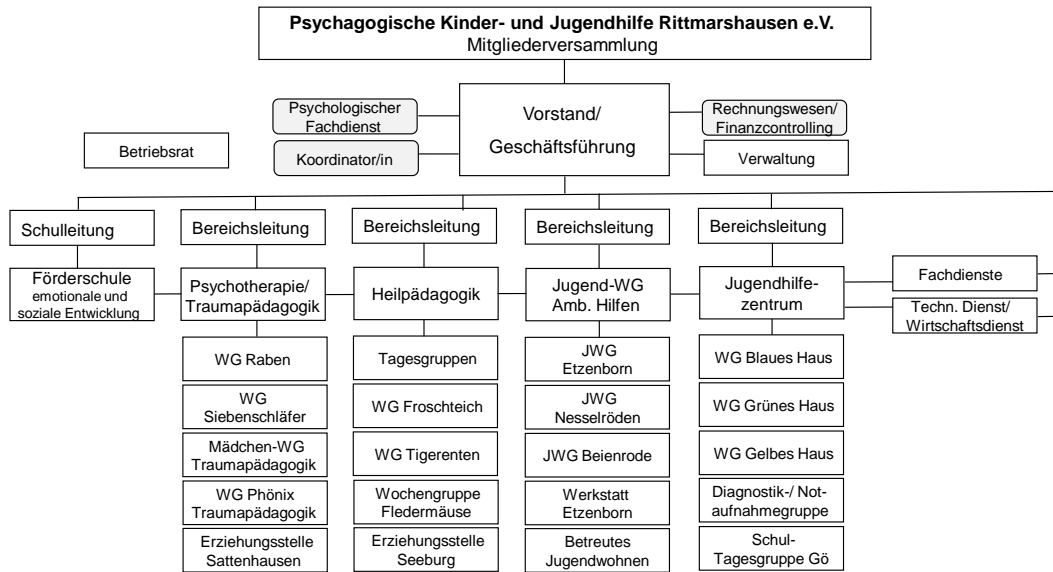 Psychagogische Kinder- und Jugendhilfe Rittmarshausen e.V.
Mitgliederversammlung
Psychologischer
Fachdienst
Vorstand/
Geschäftsführung
Rechnungswesen/
Finanzcontrolling
Betriebsrat
Koordinator/in
Verwaltung
Schulleitung
Bereichsleitung
Bereichsleitung
Bereichsleitung
Bereichsleitung
Förderschule
emotionale und
soziale Entwicklung
Psychotherapie/
Traumapädagogik
Heilpädagogik
Jugend-WG
Amb. Hilfen
Jugendhilfe-
zentrum
Fachdienste
Techn. Dienst/
Wirtschaftsdienst
WG Raben
Tagesgruppen
JWG
Etzenborn
WG Blaues Haus
WG
Siebenschläfer
WG Froschteich
JWG
Nesselröden
WG Grünes Haus
Mädchen-WG
Traumapädagogik
WG Tigerenten
JWG Beienrode
WG Gelbes Haus
WG Phönix
Traumapädagogik
Wochengruppe
Fledermäuse
Werkstatt
Etzenborn
Diagnostik-/ Not-
aufnahmegruppe
Erziehungsstelle
Sattenhausen
Erziehungsstelle
Seeburg
Betreutes
Jugendwohnen
Schul-
Tagesgruppe Gö